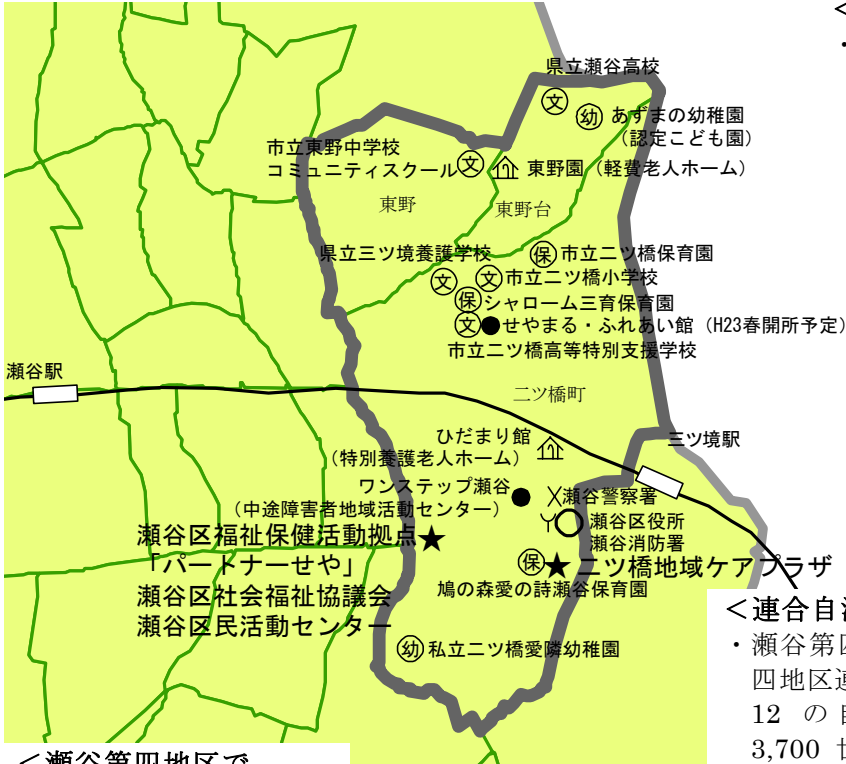 <
・
県立瀬谷高校
文
幼 あずまの幼稚園
(認定こども園)
市立東野中学校
コミュニティスクール 文
東野園 (軽費老人ホーム)
東野
東野台
県立三ツ境養護学校
文
保 市立二ツ橋保育園
文 市立二ツ橋小学校
保 シャローム三育保育園
文 ●せやまる・ふれあい館 (H23春開所予定)
市立二ツ橋高等特別支援学校
瀬谷駅
二ツ橋町
三ツ境駅
ひだまり館
(特別養護老人ホーム)
ワンステップ瀬谷
(中途障害者地域活動センター)
瀬谷警察署
瀬谷区役所
瀬谷消防署
瀬谷区福祉保健活動拠点 ★
「パートナーせや」
瀬谷区社会福祉協議会
瀬谷区民活動センター
保 ★ 二ツ橋地域ケアプラザ
鳩の森愛の詩瀬谷保育園
幼 私立二ツ橋愛隣幼稚園
<連合自
・瀬谷第四
四地区連
12 の自
3,700 世
<瀬谷第四地区で